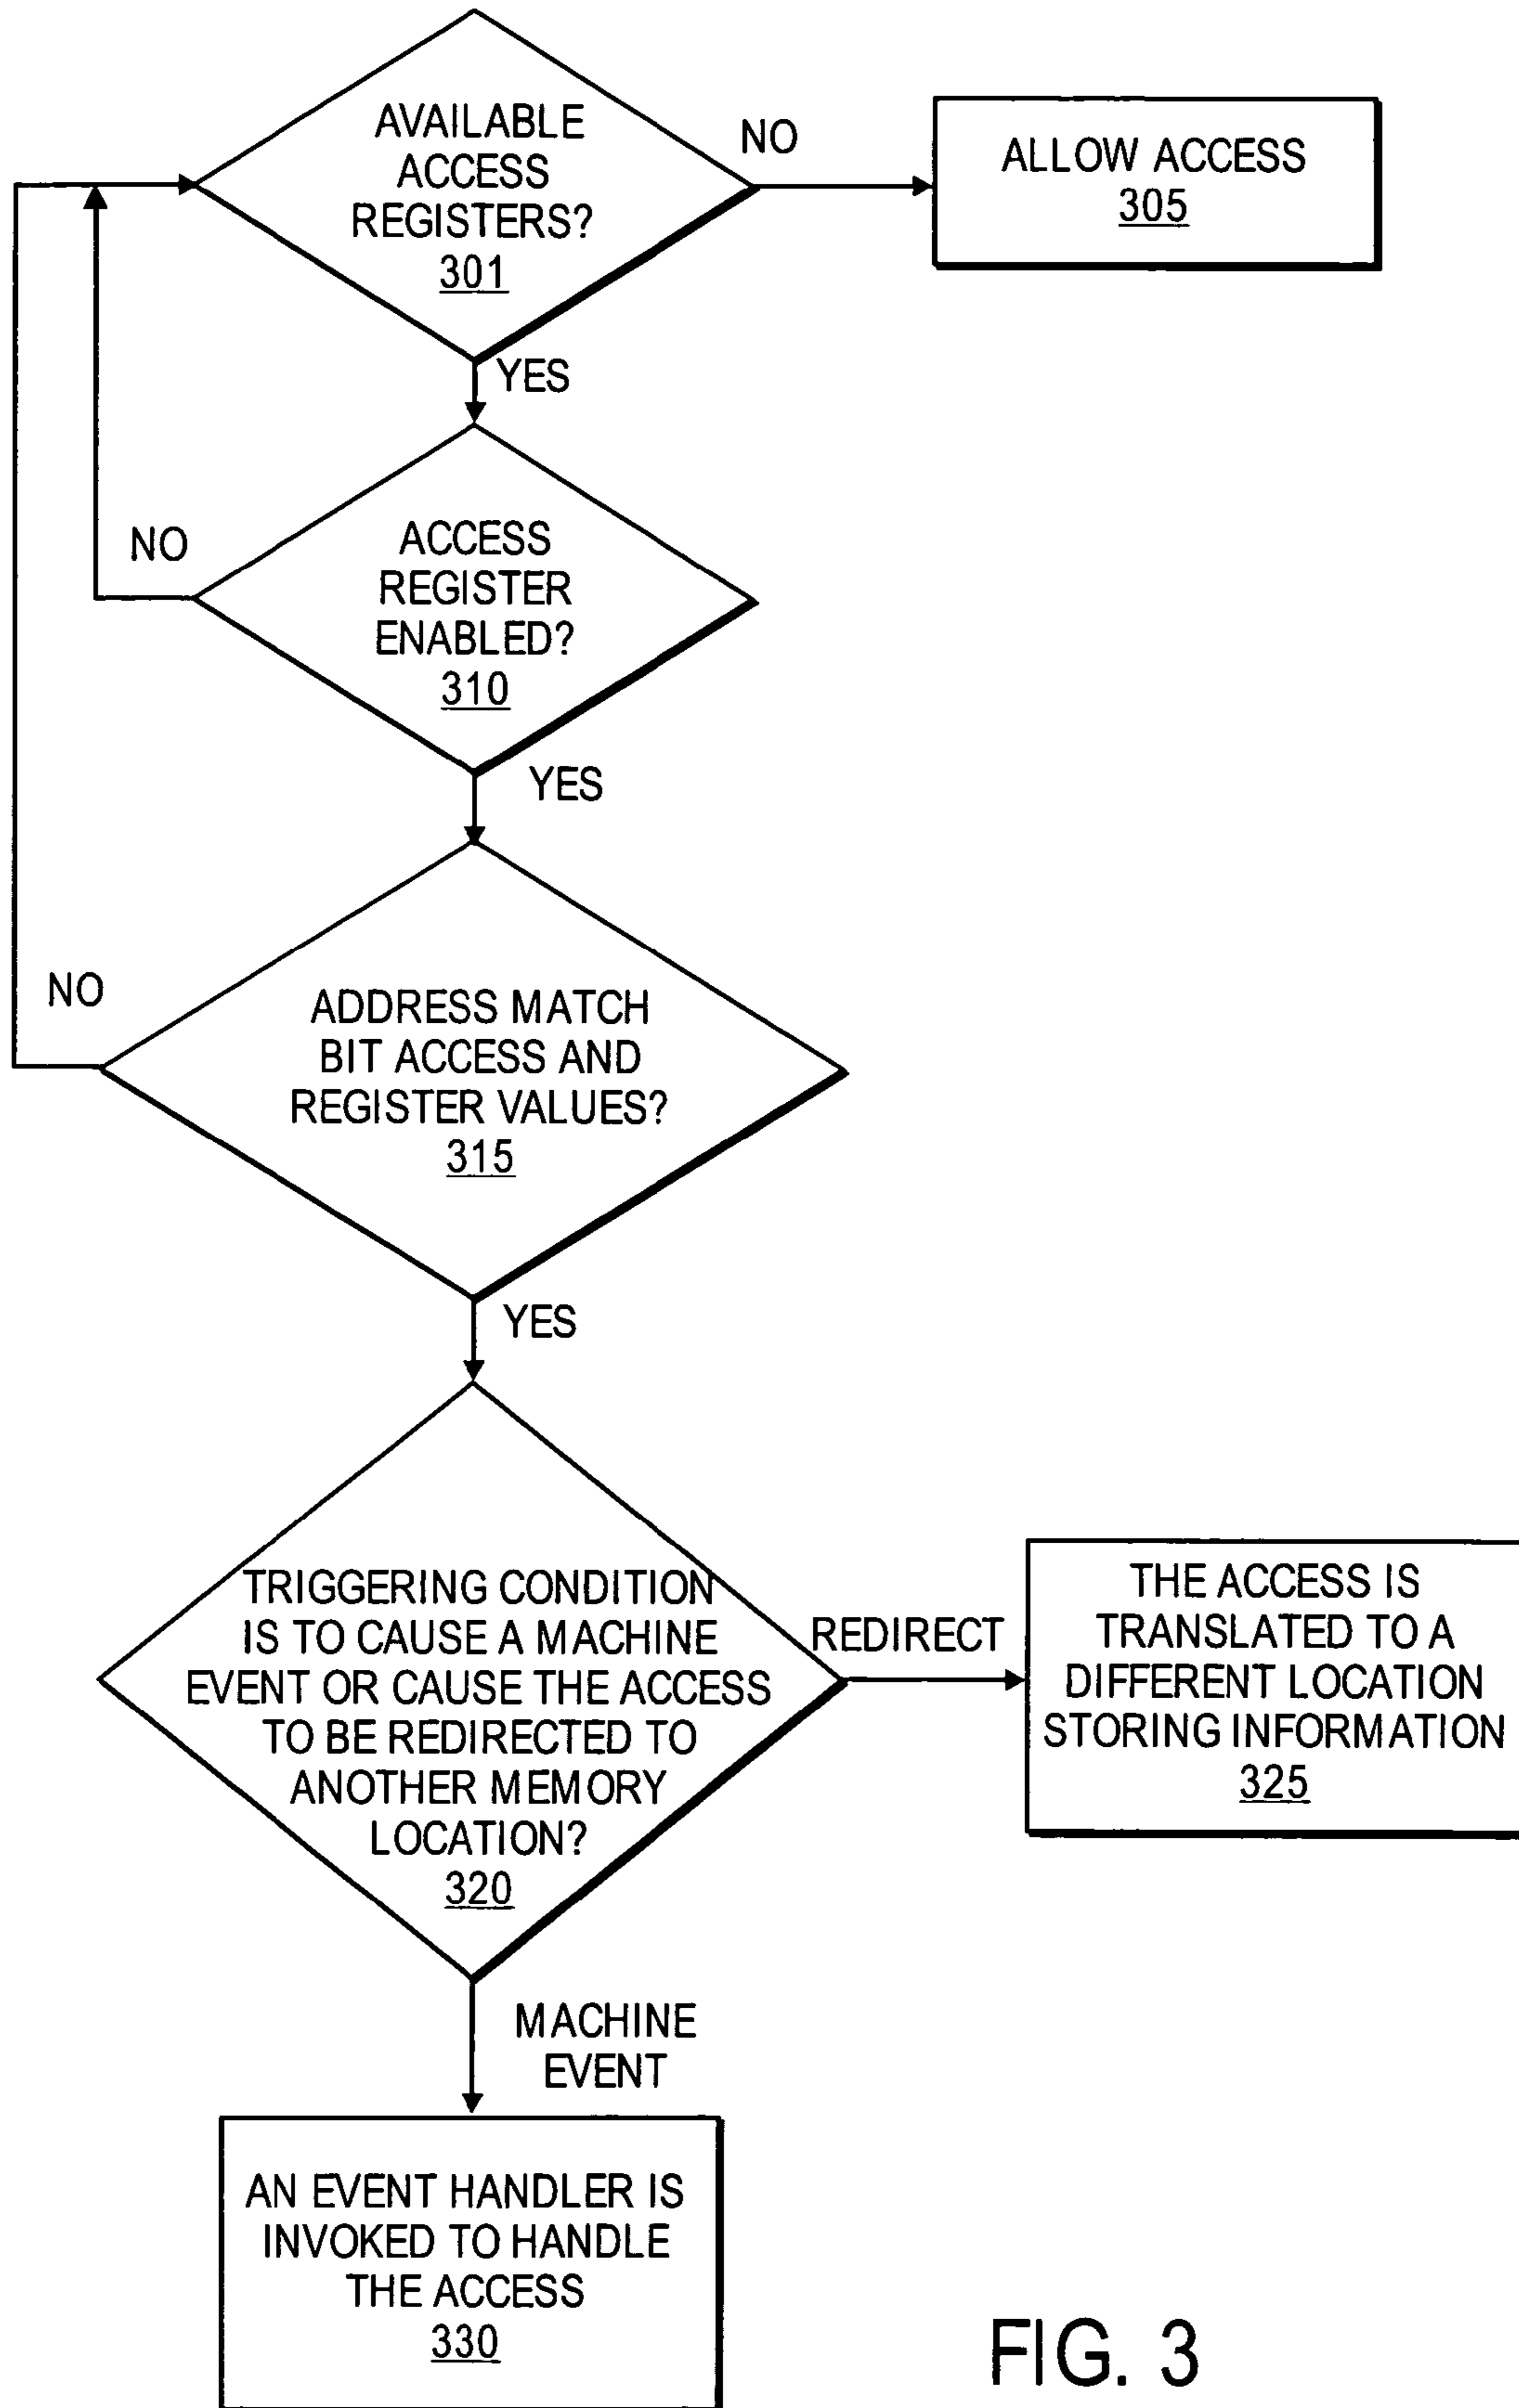 AVAILABLE
ACCESS
REGISTERS?
301
NO
ALLOW ACCESS
305
YES
ACCESS
REGISTER
ENABLED?
310
NO
YES
ADDRESS MATCH
BIT ACCESS AND
REGISTER VALUES?
315
NO
YES
TRIGGERING CONDITION
IS TO CAUSE A MACHINE
EVENT OR CAUSE THE ACCESS
TO BE REDIRECTED TO
ANOTHER MEMORY
LOCATION?
320
REDIRECT
THE ACCESS IS
TRANSLATED TO A
DIFFERENT LOCATION
STORING INFORMATION
325
MACHINE
EVENT
AN EVENT HANDLER IS
INVOKED TO HANDLE
THE ACCESS
330
FIG. 3